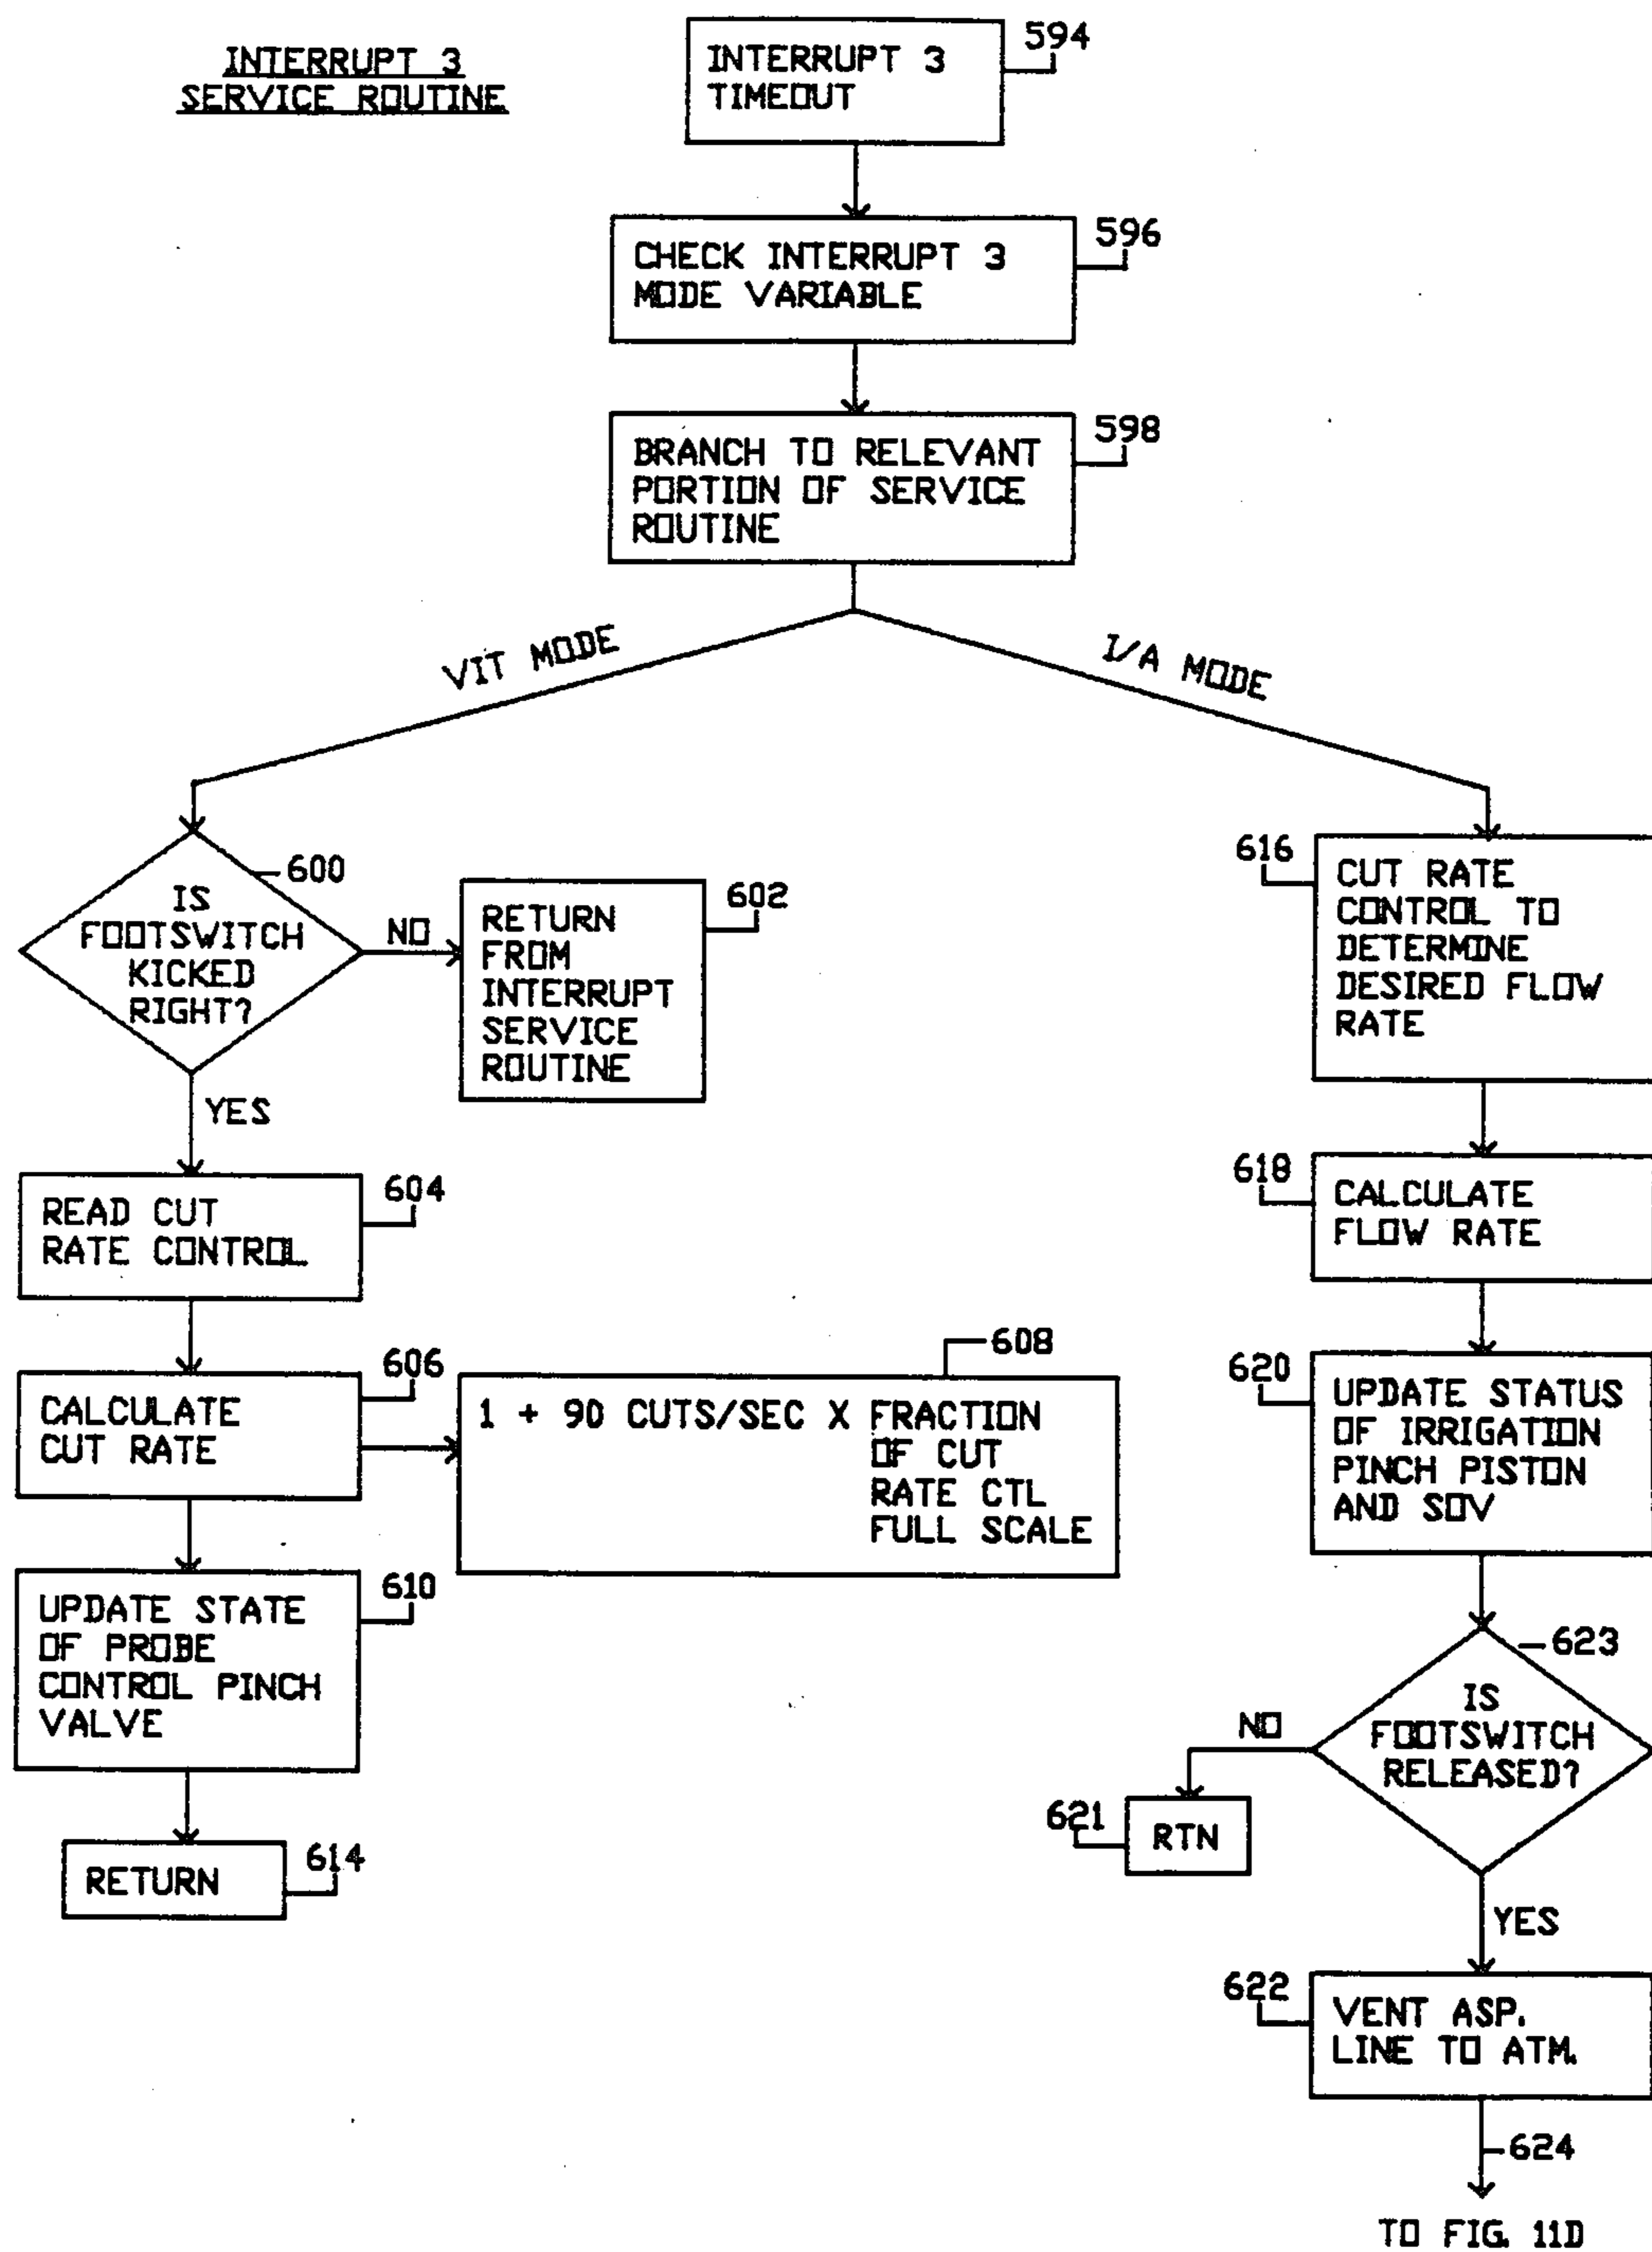 INTERRUPT 3
SERVICE ROUTINE
INTERRUPT 3
TIMEOUT
594
CHECK INTERRUPT 3
MODE VARIABLE
596
BRANCH TO RELEVANT
PORTION OF SERVICE
ROUTINE
598
VIT MODE
I/A MODE
600
IS
FOOTSWITCH
KICKED
RIGHT?
NO
YES
RETURN
FROM
INTERRUPT
SERVICE
ROUTINE
602
READ CUT
RATE CONTROL
604
CALCULATE
CUT RATE
606
1 + 90 CUTS/SEC X FRACTION
OF CUT
RATE CTL
FULL SCALE
608
UPDATE STATE
OF PROBE
CONTROL PINCH
VALVE
610
RETURN
614
616
CUT RATE
CONTROL TO
DETERMINE
DESIRED FLOW
RATE
618
CALCULATE
FLOW RATE
620
UPDATE STATUS
OF IRRIGATION
PINCH PISTON
AND SOV
623
IS
FOOTSWITCH
RELEASED?
NO
621
RTN
YES
622
VENT ASP.
LINE TO ATM.
624
TO FIG. 11D